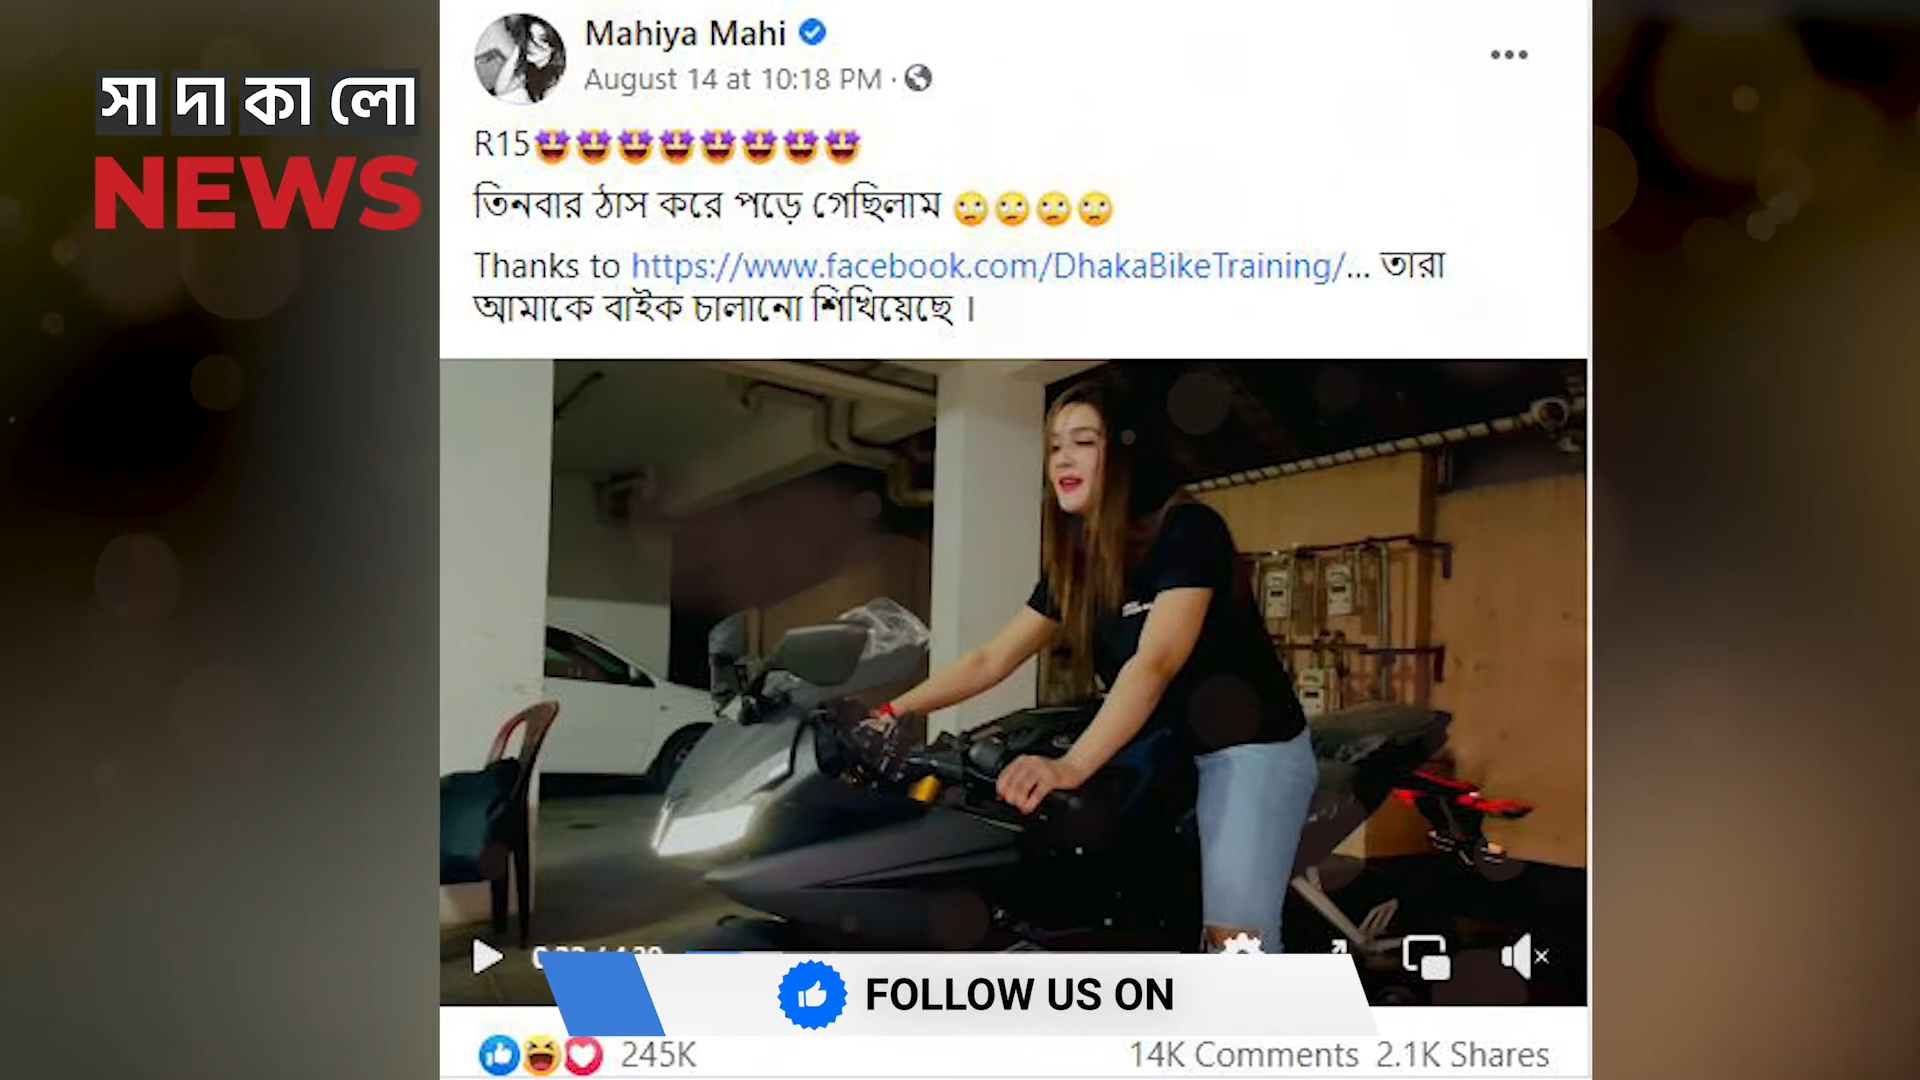 সাদাকালো
NEWS
Mahiya Mahi
August 14 at 10:18 PM ·
R15🤩🤩🤩🤩🤩🤩🤩🤩
তিনবার ঠাস করে পড়ে গেছিলাম 🙄🙄🙄🙄
Thanks to https://www.facebook.com/DhakaBikeTraining/... তারা
আমাকে বাইক চালানো শিখিয়েছে ।
FOLLOW US ON
245K
14K Comments 2.1K Shares